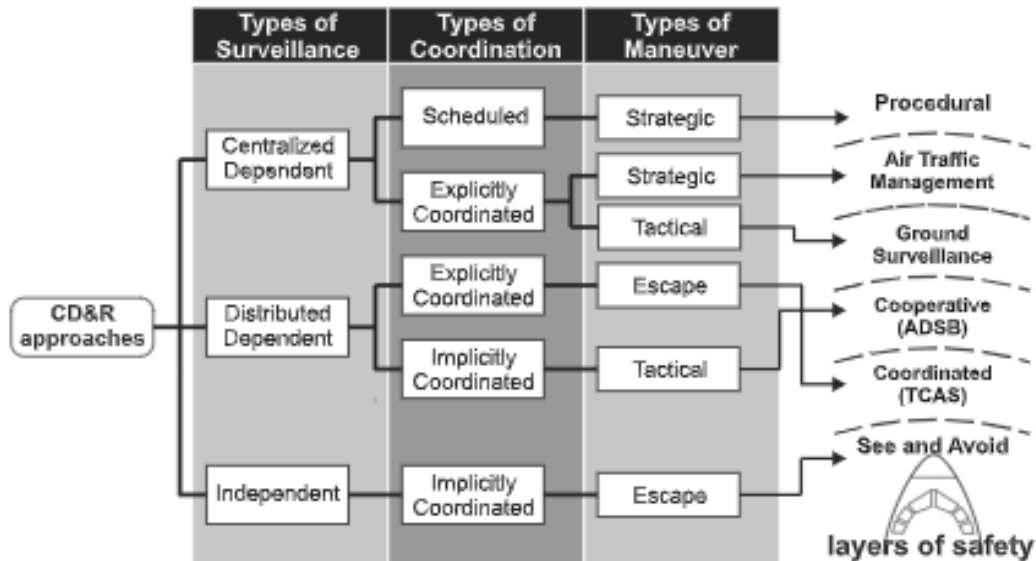 Types of
Surveillance
Types of
Coordination
Types of
Maneuver
CD&R
approaches
Centralized
Dependent
Scheduled
Strategic
Procedural
Explicitly
Coordinated
Strategic
Air Traffic
Management
Tactical
Ground
Surveillance
Distributed
Dependent
Explicitly
Coordinated
Escape
Cooperative
(ADSB)
Implicitly
Coordinated
Tactical
Coordinated
(TCAS)
Independent
Implicitly
Coordinated
Escape
See and Avoid
layers of safety